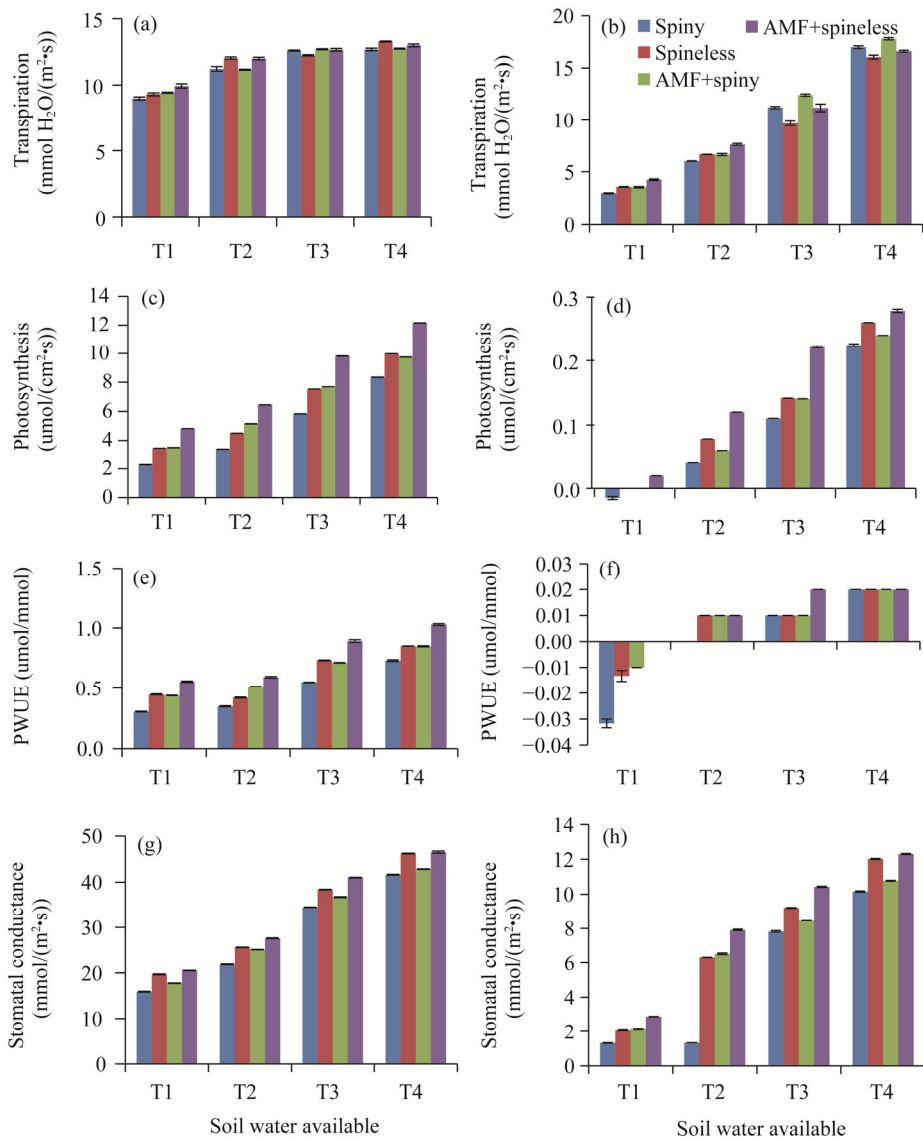 (a)
Transpiration
(mmol H₂O/(m²•s))
15
10
5
0
T1 T2 T3 T4
(b)
Spiny
Spineless
AMF+spiny
AMF+spineless
Transpiration
(mmol H₂O/(m²•s))
20
15
10
5
0
T1 T2 T3 T4
(c)
Photosynthesis
(umol/(cm²•s))
14
12
10
8
6
4
2
0
T1 T2 T3 T4
(d)
Photosynthesis
(umol/(cm²•s))
0.3
0.2
0.1
0.0
T1 T2 T3 T4
(e)
PWUE (umol/mmol)
1.5
1.0
0.5
0.0
T1 T2 T3 T4
(f)
PWUE (umol/mmol)
0.03
0.02
0.01
0.00
−0.01
−0.02
−0.03
−0.04
T1 T2 T3 T4
(g)
Stomatal conductance
(mmol/(m²•s))
50
40
30
20
10
0
T1 T2 T3 T4
Soil water available
(h)
Stomatal conductance
(mmol/(m²•s))
14
12
10
8
6
4
2
0
T1 T2 T3 T4
Soil water available